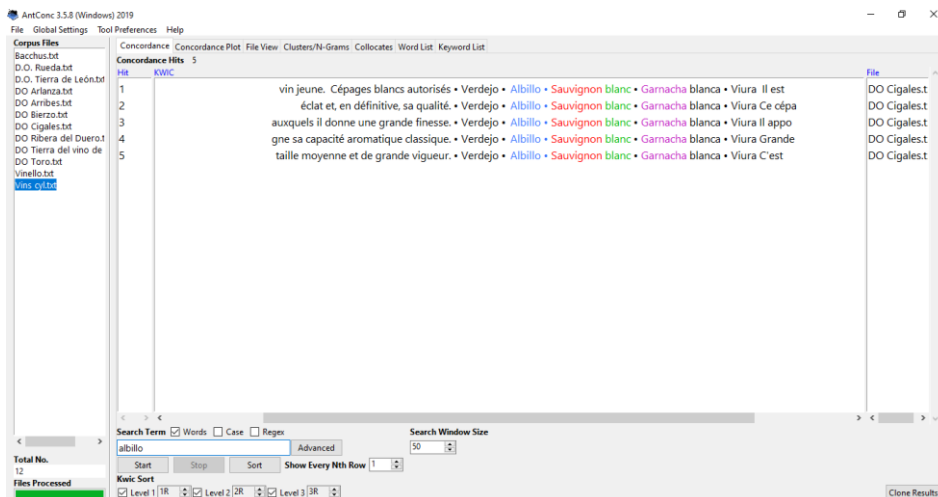 AntConc 3.5.8 (Windows) 2019
File Global Settings Tool Preferences Help
Corpus Files
Bacchus.txt
D.O. Rueda.txt
D.O. Tierra de León.txt
DO Arlanza.txt
DO Arribes.txt
DO Bierzo.txt
DO Cigales.txt
DO Ribera del Duero.t
DO Tierra del vino de
DO Toro.txt
Vinello.txt
Vins cyl.txt
Total No.
12
Files Processed
Concordance Concordance Plot File View Clusters/N-Grams Collocates Word List Keyword List
Concordance Hits 5
Hit KWIC File
1 vin jeune. Cépages blancs autorisés • Verdejo • Albillo • Sauvignon blanc • Garnacha blanca • Viura Il est DO Cigales.t
2 éclat et, en définitive, sa qualité. • Verdejo • Albillo • Sauvignon blanc • Garnacha blanca • Viura Ce cépa DO Cigales.t
3 auxquels il donne une grande finesse. • Verdejo • Albillo • Sauvignon blanc • Garnacha blanca • Viura Il appo DO Cigales.t
4 gne sa capacité aromatique classique. • Verdejo • Albillo • Sauvignon blanc • Garnacha blanca • Viura Grande DO Cigales.t
5 taille moyenne et de grande vigueur. • Verdejo • Albillo • Sauvignon blanc • Garnacha blanca • Viura C'est DO Cigales.t
Search Term Words Case Regex Search Window Size
albillo Advanced 50
Start Stop Sort Show Every Nth Row 1
Kwic Sort
Level 1 1R Level 2 2R Level 3 3R Clone Results